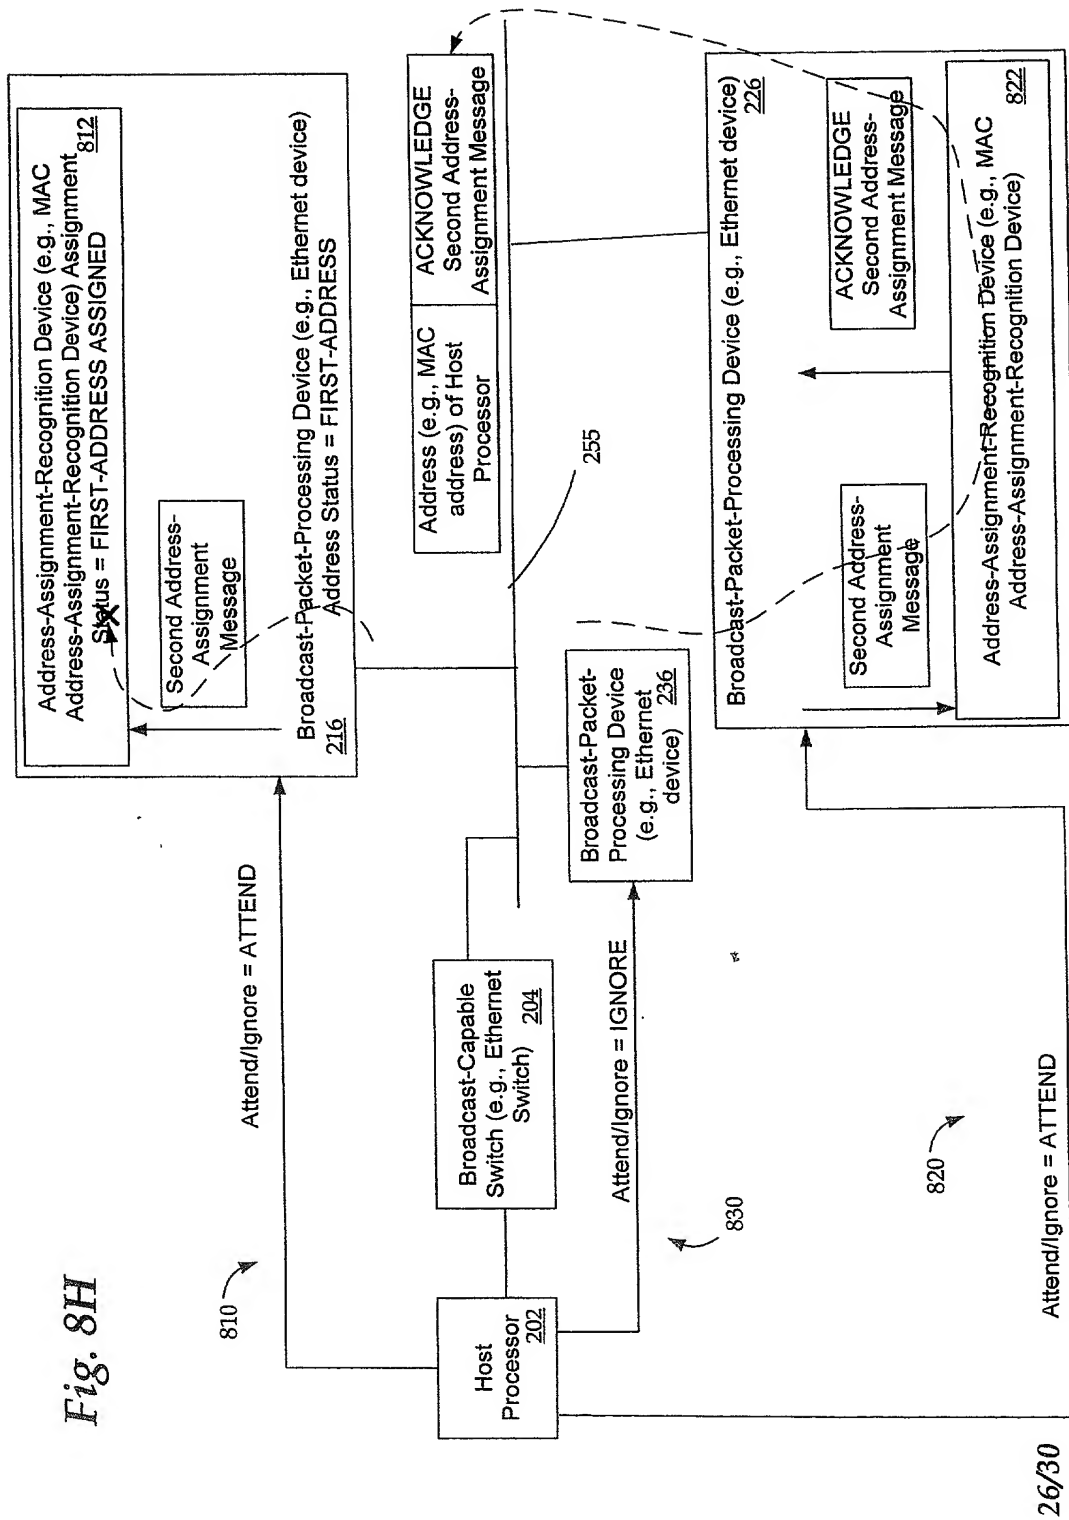 Fig. 8H
810
Attend/Ignore = ATTEND
Address-Assignment-Recognition Device (e.g., MAC
Address-Assignment-Recognition Device) Assignment
Status = FIRST-ADDRESS ASSIGNED
812
Second Address-
Assignment
Message
Broadcast-Packet-Processing Device (e.g., Ethernet device)
Address Status = FIRST-ADDRESS
216
Host
Processor
202
Broadcast-Capable
Switch (e.g., Ethernet
Switch)
204
Address (e.g., MAC
address) of Host
Processor
ACKNOWLEDGE
Second Address-
Assignment Message
255
Attend/Ignore = IGNORE
830
Broadcast-Packet-
Processing Device
(e.g., Ethernet
device)
236
Broadcast-Packet-Processing Device (e.g., Ethernet device)
226
Second Address-
Assignment
Message
ACKNOWLEDGE
Second Address-
Assignment Message
Address-Assignment-Recognition Device (e.g., MAC
Address-Assignment-Recognition Device)
822
820
Attend/Ignore = ATTEND
26/30